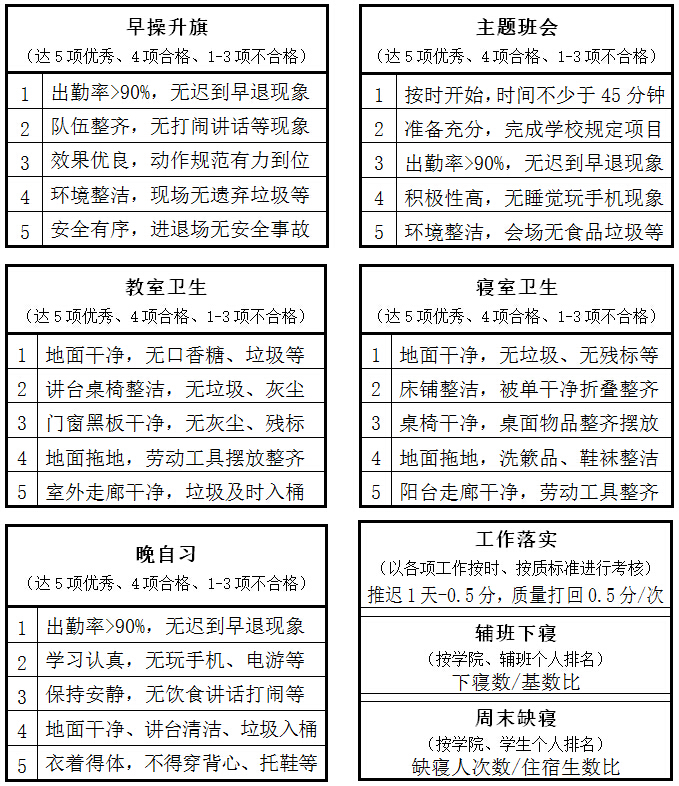 早操升旗
（达5项优秀、4项合格、1-3项不合格）
1 出勤率>90%，无迟到早退现象
2 队伍整齐，无打闹讲话等现象
3 效果优良，动作规范有力到位
4 环境整洁，现场无遗弃垃圾等
5 安全有序，进退场无安全事故
主题班会
（达5项优秀、4项合格、1-3项不合格）
1 按时开始，时间不少于45分钟
2 准备充分，完成学校规定项目
3 出勤率>90%，无迟到早退现象
4 积极性高，无睡觉玩手机现象
5 环境整洁，会场无食品垃圾等
教室卫生
（达5项优秀、4项合格、1-3项不合格）
1 地面干净，无口香糖、垃圾等
2 讲台桌椅整洁，无垃圾、灰尘
3 门窗黑板干净，无灰尘、残标
4 地面拖地，劳动工具摆放整齐
5 室外走廊干净，垃圾及时入桶
寝室卫生
（达5项优秀、4项合格、1-3项不合格）
1 地面干净，无垃圾、无残标等
2 床铺整洁，被单干净折叠整齐
3 桌椅干净，桌面物品整齐摆放
4 地面拖地，洗簌品、鞋袜整洁
5 阳台走廊干净，劳动工具整齐
晚自习
（达5项优秀、4项合格、1-3项不合格）
1 出勤率>90%，无迟到早退现象
2 学习认真，无玩手机、电游等
3 保持安静，无饮食讲话打闹等
4 地面干净、讲台清洁、垃圾入桶
5 衣着得体，不得穿背心、托鞋等
工作落实
（以各项工作按时、按质标准进行考核）
推迟1天-0.5分，质量打回0.5分/次
辅班下寝
（按学院、辅班个人排名）
下寝数/基数比
周末缺寝
（按学院、学生个人排名）
缺寝人次数/住宿生数比